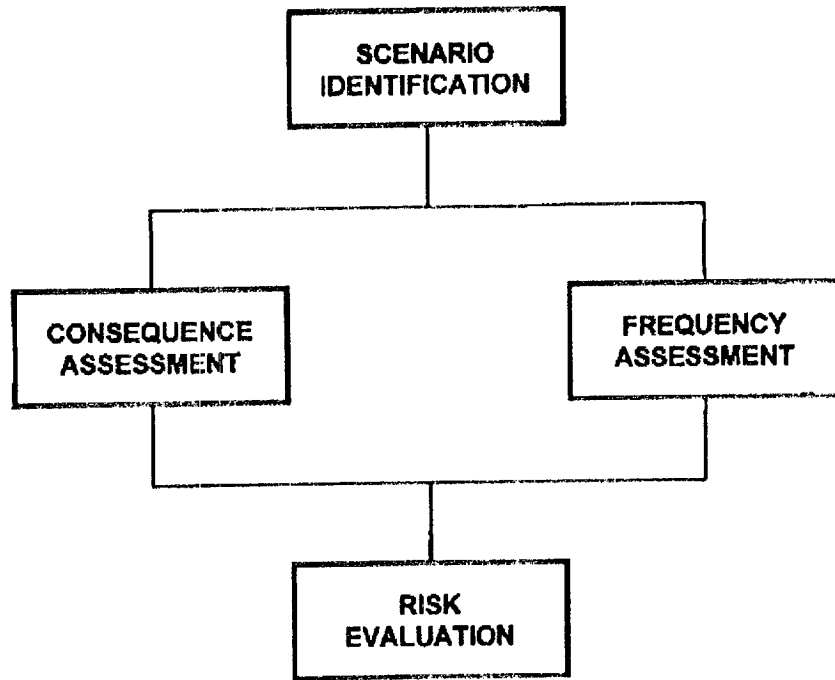 SCENARIO
IDENTIFICATION
CONSEQUENCE
ASSESSMENT
FREQUENCY
ASSESSMENT
RISK
EVALUATION